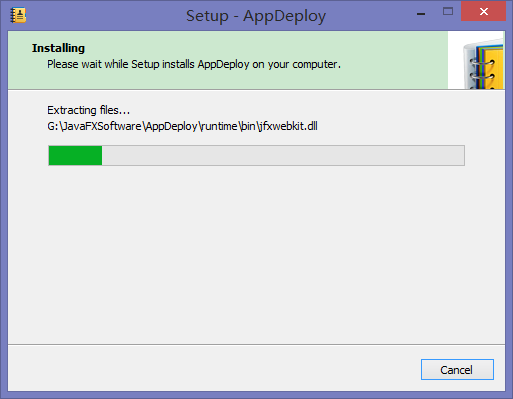 Setup - AppDeploy
Installing
Please wait while Setup installs AppDeploy on your computer.
Extracting files...
G:\JavaFXSoftware\AppDeploy\runtime\bin\jfxwebkit.dll
Cancel